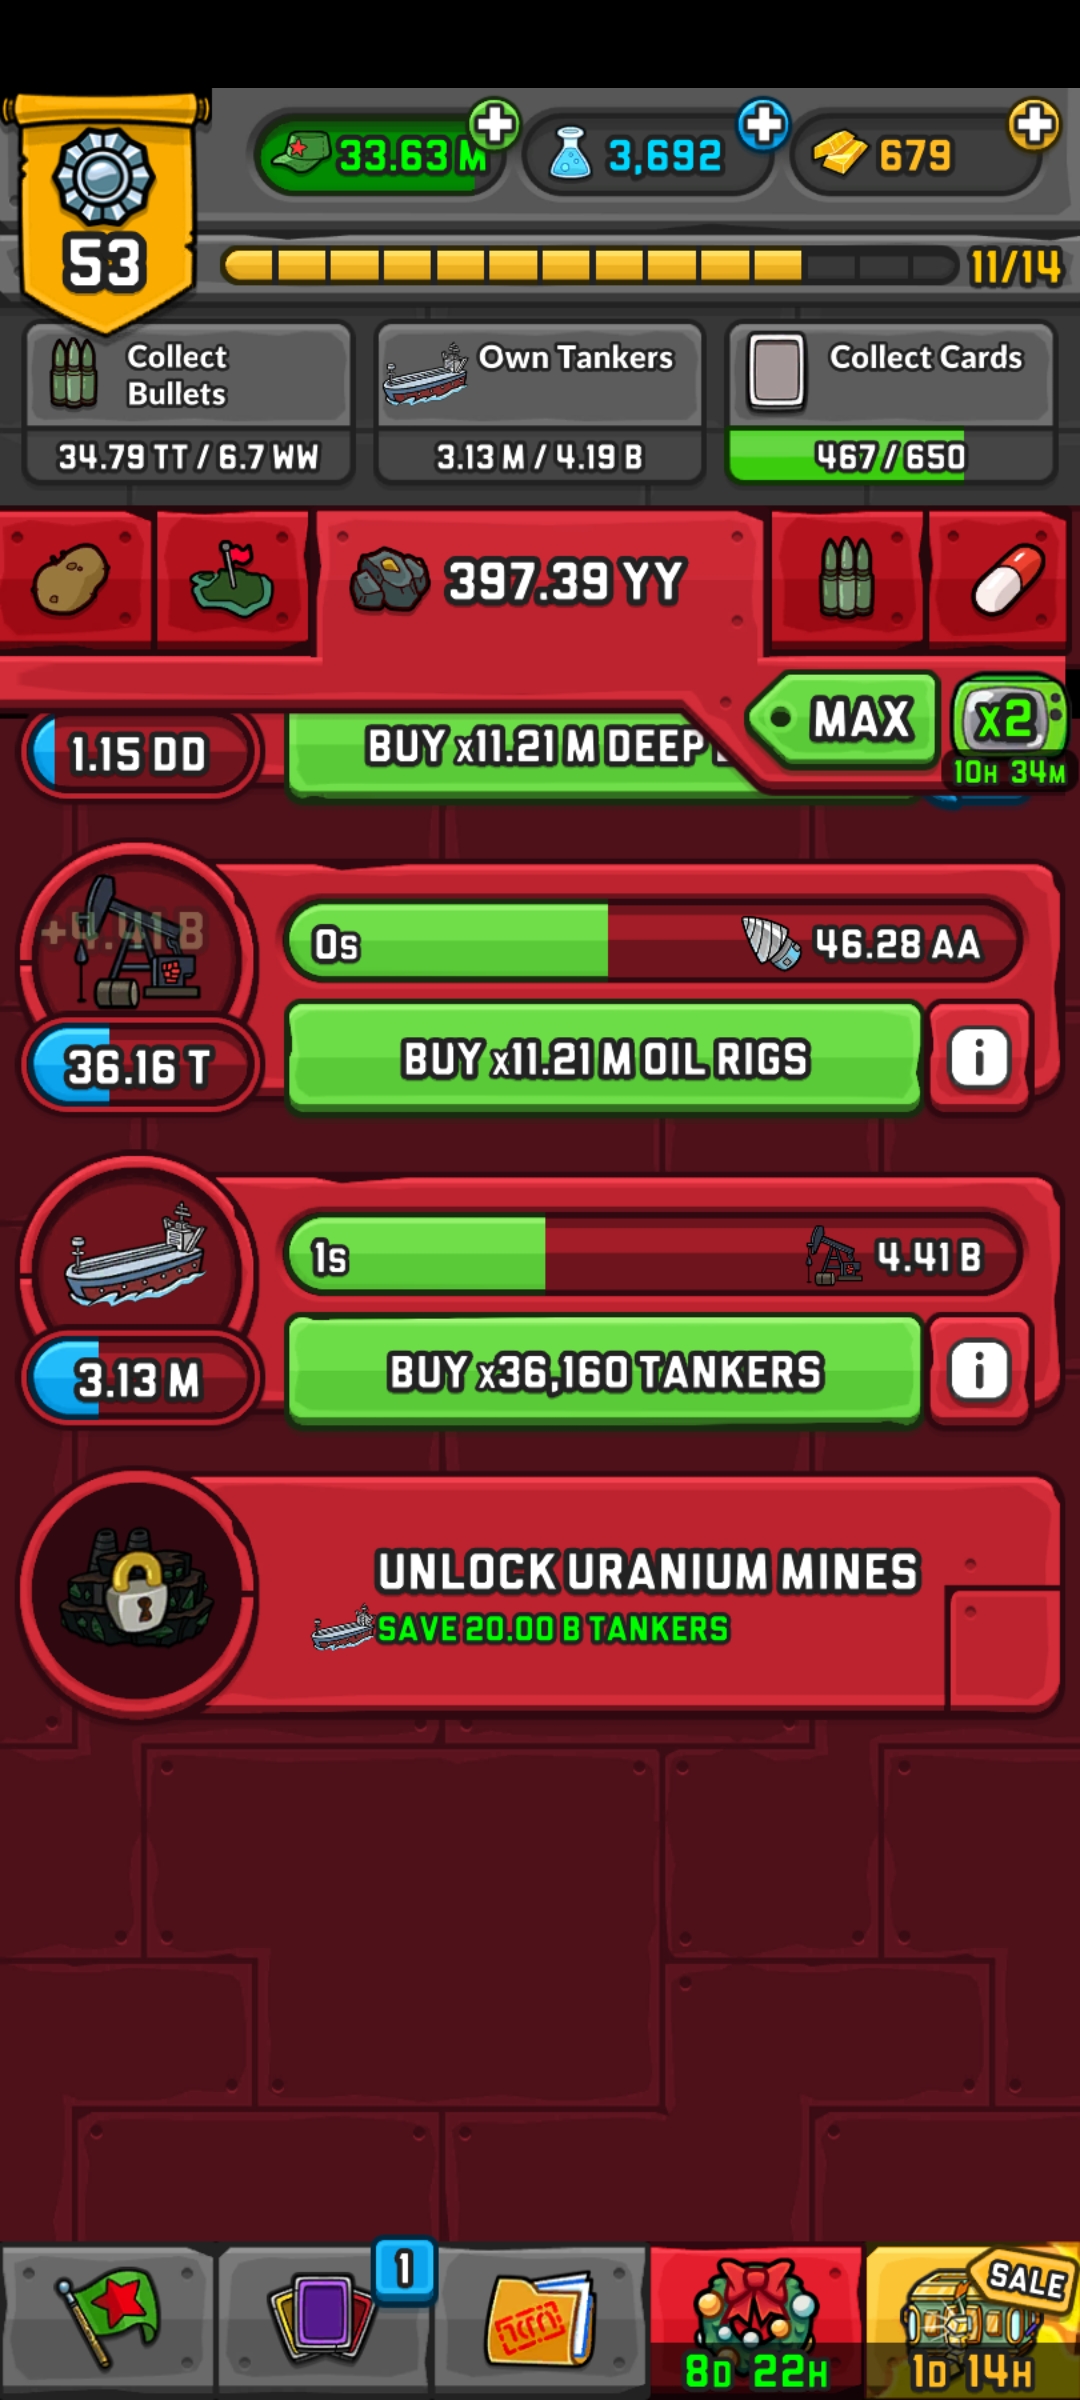 33.63 M
3,692
679
53
11/14
Collect
Bullets
34.79 TT / 6.7 WW
Own Tankers
3.13 M / 4.19 B
Collect Cards
467 / 650
397.39 YY
MAX
x2
10H 34M
1.15 DD
BUY x11.21 M DEEP
+4.41 B
0s
46.28 AA
36.16 T
BUY x11.21 M OIL RIGS
i
1s
4.41 B
3.13 M
BUY x36,160 TANKERS
i
UNLOCK URANIUM MINES
SAVE 20.00 B TANKERS
1
8D 22H
SALE
1D 14H